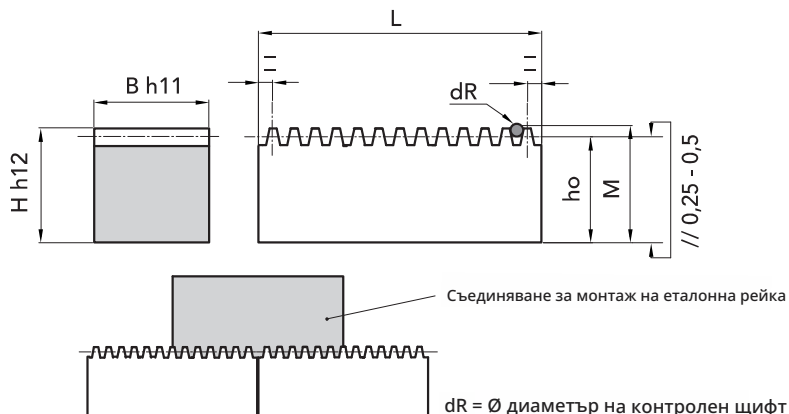 L
B h11
dR
H h12
ho
M
// 0,25 - 0,5
Съединяване за монтаж на еталонна рейка
dR = Ø диаметър на контролен щифт